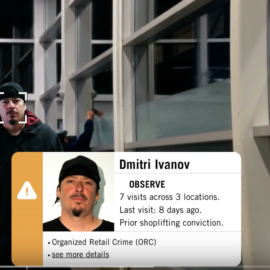 Dmitri Ivanov
OBSERVE
7 visits across 3 locations.
Last visit: 8 days ago.
Prior shoplifting conviction.
• Organized Retail Crime (ORC)
• see more details